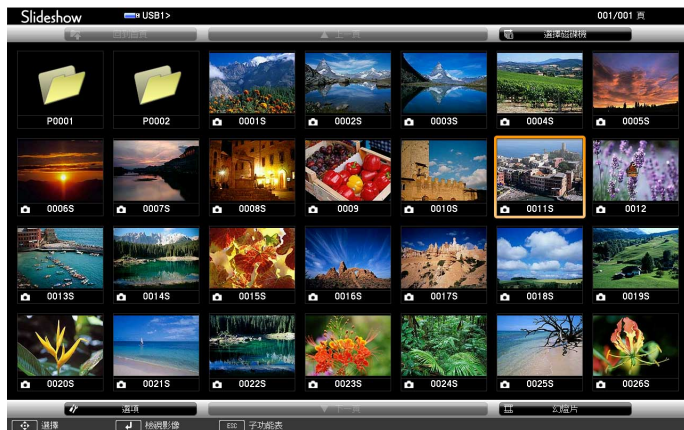 Slideshow USB1> 001/001 頁
回到首頁 ▲ 上一頁 選擇磁碟機
P0001 P0002 0001S 0002S 0003S 0004S 0005S
0006S 0007S 0008S 0009 0010S 0011S 0012
0013S 0014S 0015S 0016S 0017S 0018S 0019S
0020S 0021S 0022S 0023S 0024S 0025S 0026S
選項 ▼ 下一頁 幻燈片
選擇 檢視影像 ESC 子功能表